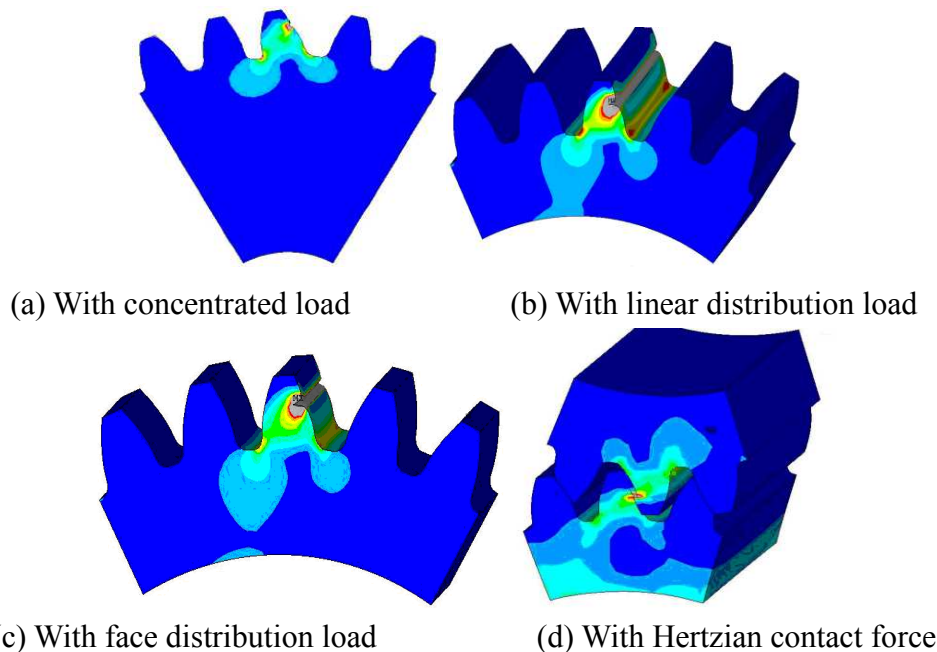 (a) With concentrated load
(b) With linear distribution load
(c) With face distribution load
(d) With Hertzian contact force